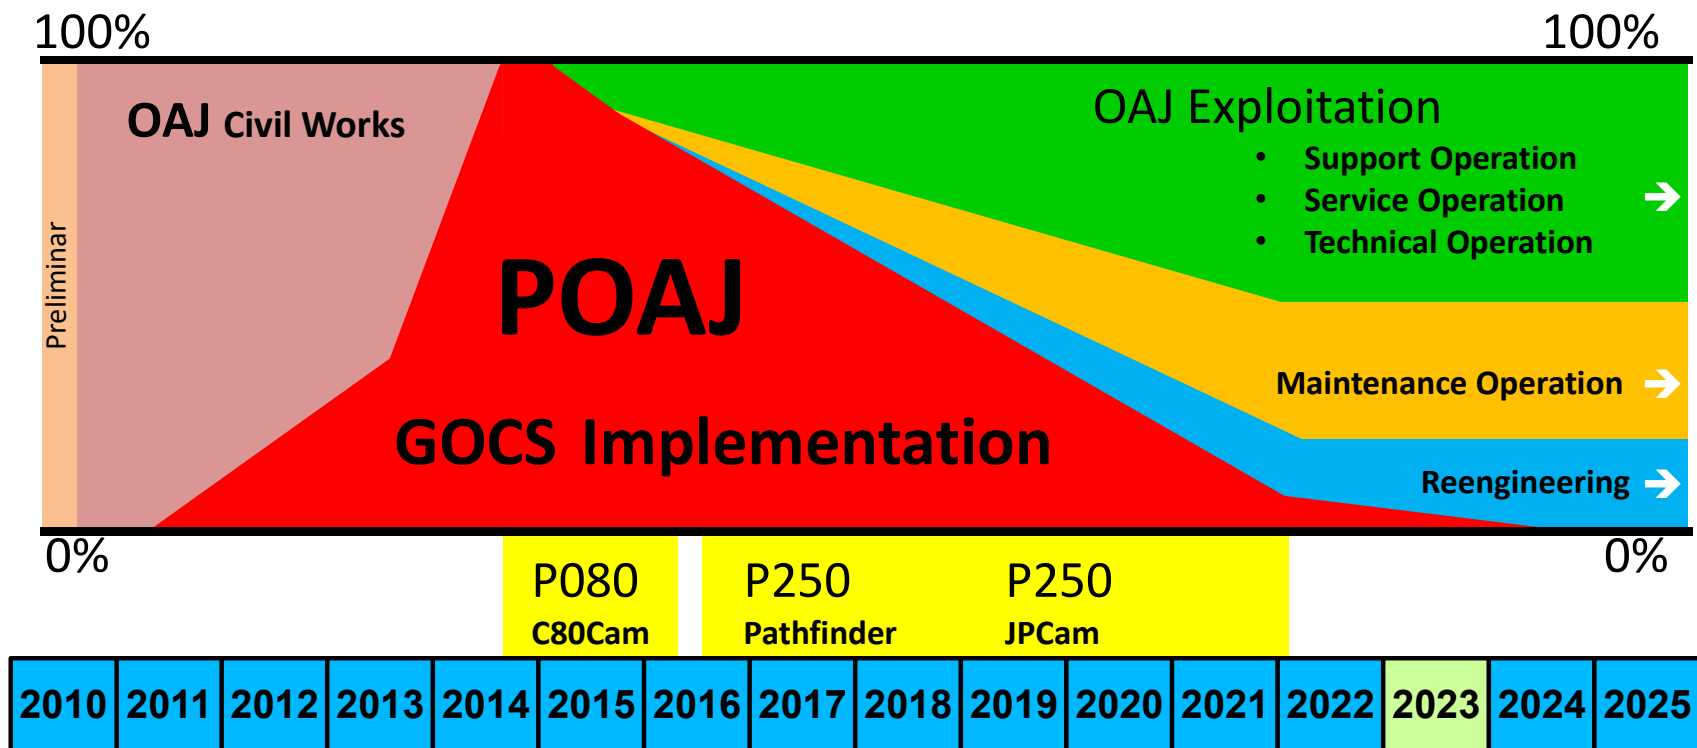 100%
100%
OAJ Civil Works
OAJ Exploitation
• Support Operation
• Service Operation
• Technical Operation
Preliminar
POAJ
Maintenance Operation
GOCS Implementation
Reengineering
0%
0%
P080
C80Cam
P250
Pathfinder
P250
JPCam
2010 2011 2012 2013 2014 2015 2016 2017 2018 2019 2020 2021 2022 2023 2024 2025